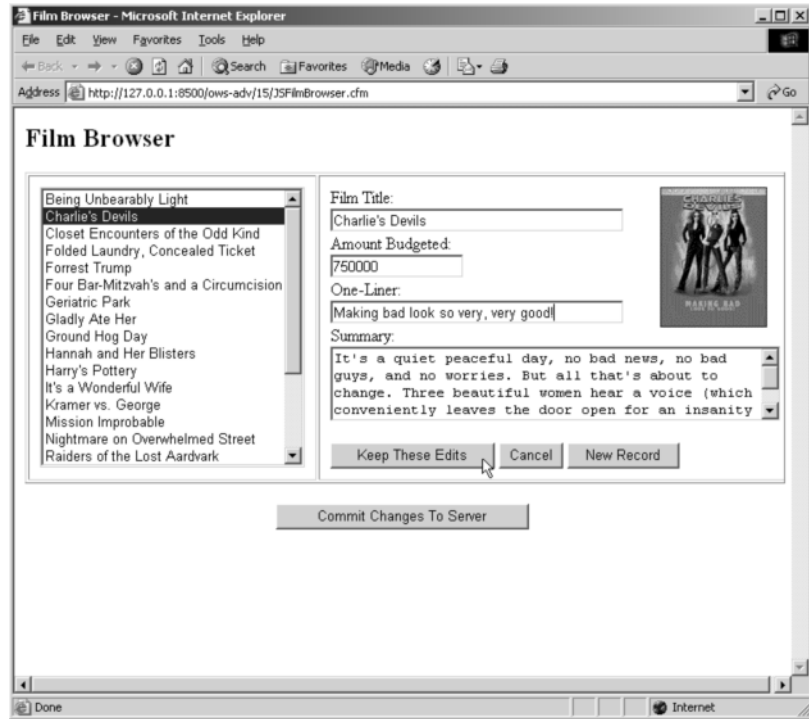 Film Browser - Microsoft Internet Explorer
File Edit View Favorites Tools Help
Back Search Favorites Media
Address http://127.0.0.1:8500/ows-adv/15/JSFilmBrowser.cfm Go
Film Browser
Being Unbearably Light
Charlie's Devils
Closet Encounters of the Odd Kind
Folded Laundry, Concealed Ticket
Forrest Trump
Four Bar-Mitzvah's and a Circumcision
Geriatric Park
Gladly Ate Her
Ground Hog Day
Hannah and Her Blisters
Harry's Pottery
It's a Wonderful Wife
Kramer vs. George
Mission Improbable
Nightmare on Overwhelmed Street
Raiders of the Lost Aardvark
Film Title:
Charlie's Devils
Amount Budgeted:
750000
One-Liner:
Making bad look so very, very good!
Summary:
It's a quiet peaceful day, no bad news, no bad
guys, and no worries. But all that's about to
change. Three beautiful women hear a voice (which
conveniently leaves the door open for an insanity
CHARLIE'S
DEVILS
MAKING BAD
Keep These Edits Cancel New Record
Commit Changes To Server
Done Internet